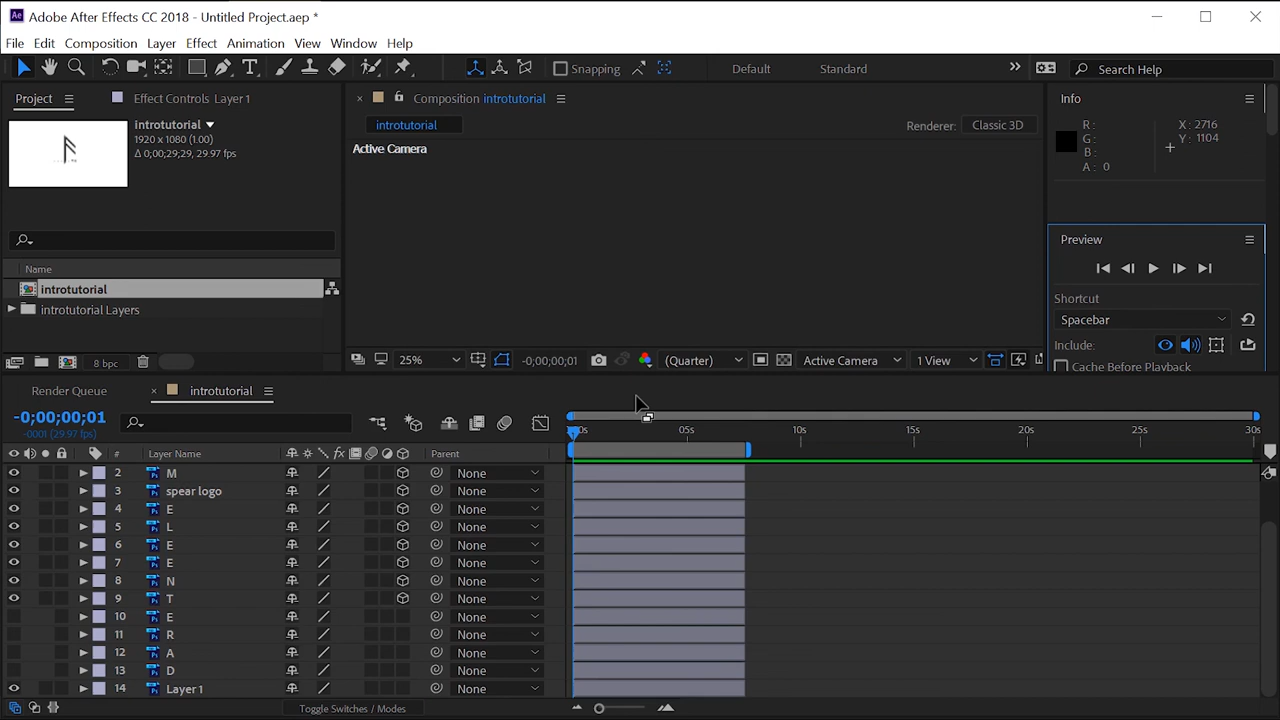 Adobe After Effects CC 2018 - Untitled Project.aep *
File Edit Composition Layer Effect Animation View Window Help
Snapping Default Standard Search Help
Project Effect Controls Layer 1 Composition introtutorial Info
introtutorial
1920 x 1080 (1.00)
Δ 0;00;29;29, 29.97 fps
introtutorial
Renderer: Classic 3D
Active Camera
R: X: 2716
G: Y: 1104
B:
A: 0
Preview
Name
introtutorial
introtutorial Layers
Shortcut
Spacebar
Include:
Cache Before Playback
8 bpc
25% -0;00;00;01 (Quarter) Active Camera 1 View
Render Queue introtutorial
-0;00;00;01
-0001 (29.97 fps)
00s 05s 10s 15s 20s 25s 30s
# Layer Name fx Parent
2 M None
3 spear logo None
4 E None
5 L None
6 E None
7 E None
8 N None
9 T None
10 E None
11 R None
12 A None
13 D None
14 Layer 1 None
Toggle Switches / Modes